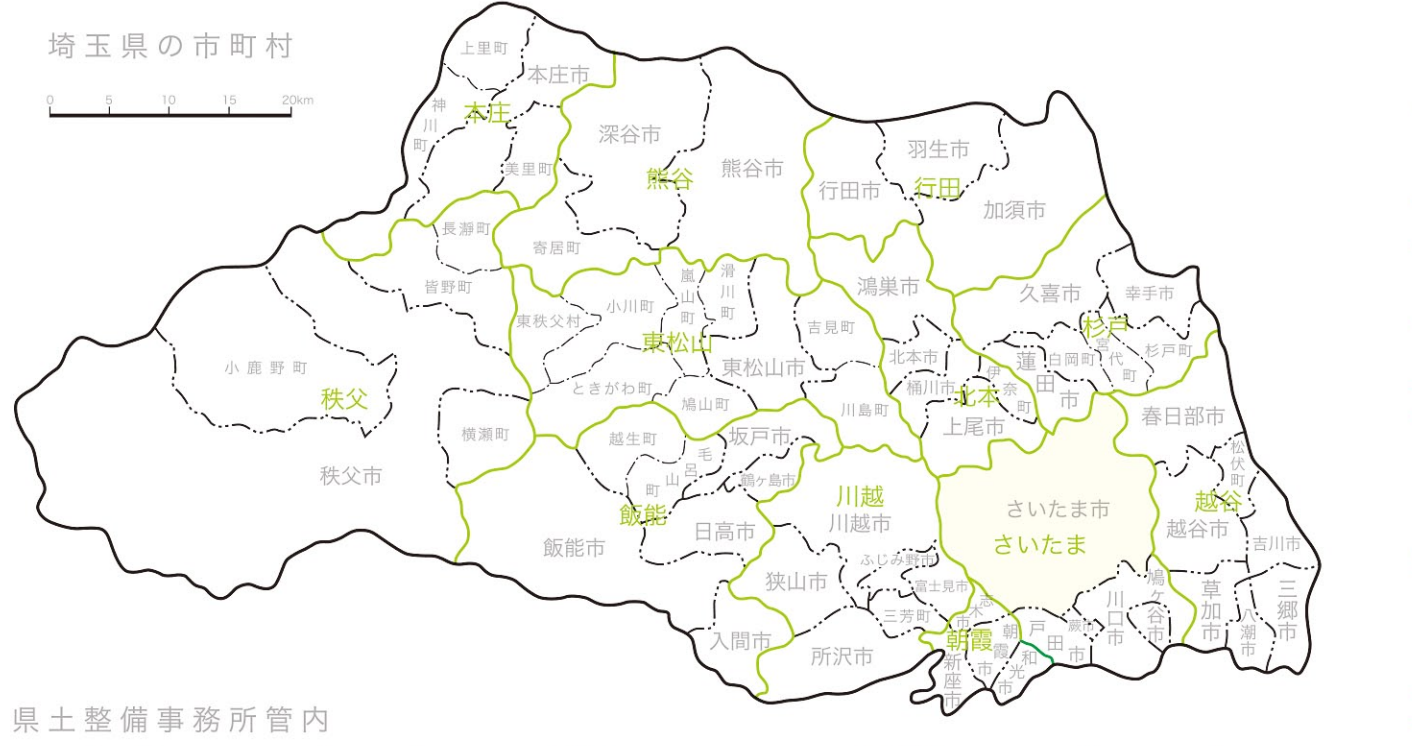 埼玉県の市町村
0 5 10 15 20km
上里町
本庄市
神川町
本庄
美里町
深谷市
熊谷
熊谷市
羽生市
行田市
行田
加須市
長瀞町
寄居町
皆野町
小川町
嵐山町
滑川町
鴻巣市
久喜市
幸手市
東秩父村
東松山
吉見町
杉戸
宮代町
杉戸町
白岡町
蓮田市
北本市
伊奈町
桶川市
北本
小鹿野町
秩父
東松山市
ときがわ町
鳩山町
川島町
上尾市
春日部市
横瀬町
越生町
坂戸市
毛呂山町
鶴ヶ島市
松伏町
秩父市
川越
川越市
さいたま市
さいたま
越谷
越谷市
飯能
飯能市
日高市
吉川市
ふじみ野市
狭山市
富士見市
三芳町
志木市
鳩ヶ谷市
川口市
草加市
三郷市
八潮市
入間市
所沢市
朝霞
朝霞市
戸田市
蕨市
和光市
新座市
県土整備事務所管内